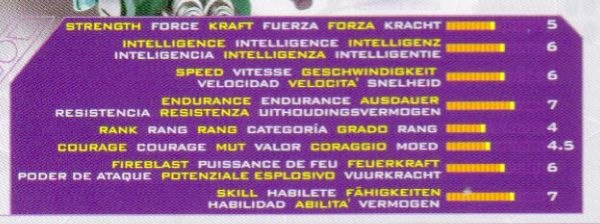 STRENGTH FORCE KRAFT FUERZA FORZA KRACHT 5
INTELLIGENCE INTELLIGENCE INTELLIGENZ
INTELIGENCIA INTELLIGENZA INTELLIGENTIE 6
SPEED VITESSE GESCHWINDIGKEIT
VELOCIDAD VELOCITA' SNELHEID 6
ENDURANCE ENDURANCE AUSDAUER
RESISTENCIA RESISTENZA UITHOUDINGSVERMOGEN 7
RANK RANG RANG CATEGORÍA GRADO RANG 4
COURAGE COURAGE MUT VALOR CORAGGIO MOED 4.5
FIREBLAST PUISSANCE DE FEU FEUERKRAFT
PODER DE ATAQUE POTENZIALE ESPLOSIVO VUURKRACHT 6
SKILL HABILETE FÄHIGKEITEN
HABILIDAD ABILITA' VERMOGEN 7